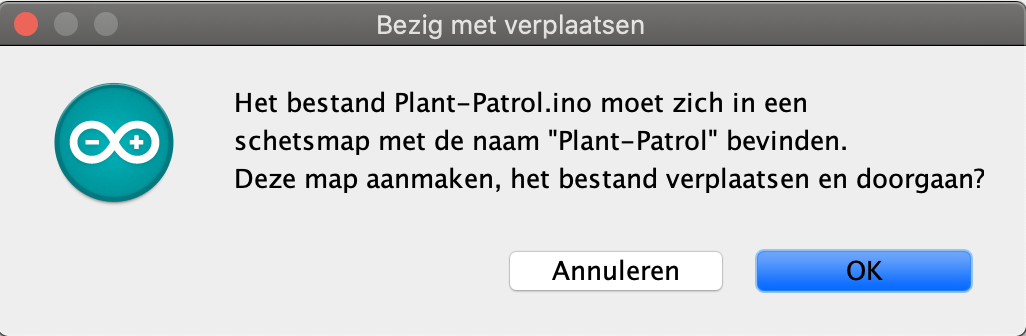 Bezig met verplaatsen
Het bestand Plant-Patrol.ino moet zich in een
schetsmap met de naam "Plant-Patrol" bevinden.
Deze map aanmaken, het bestand verplaatsen en doorgaan?
Annuleren
OK